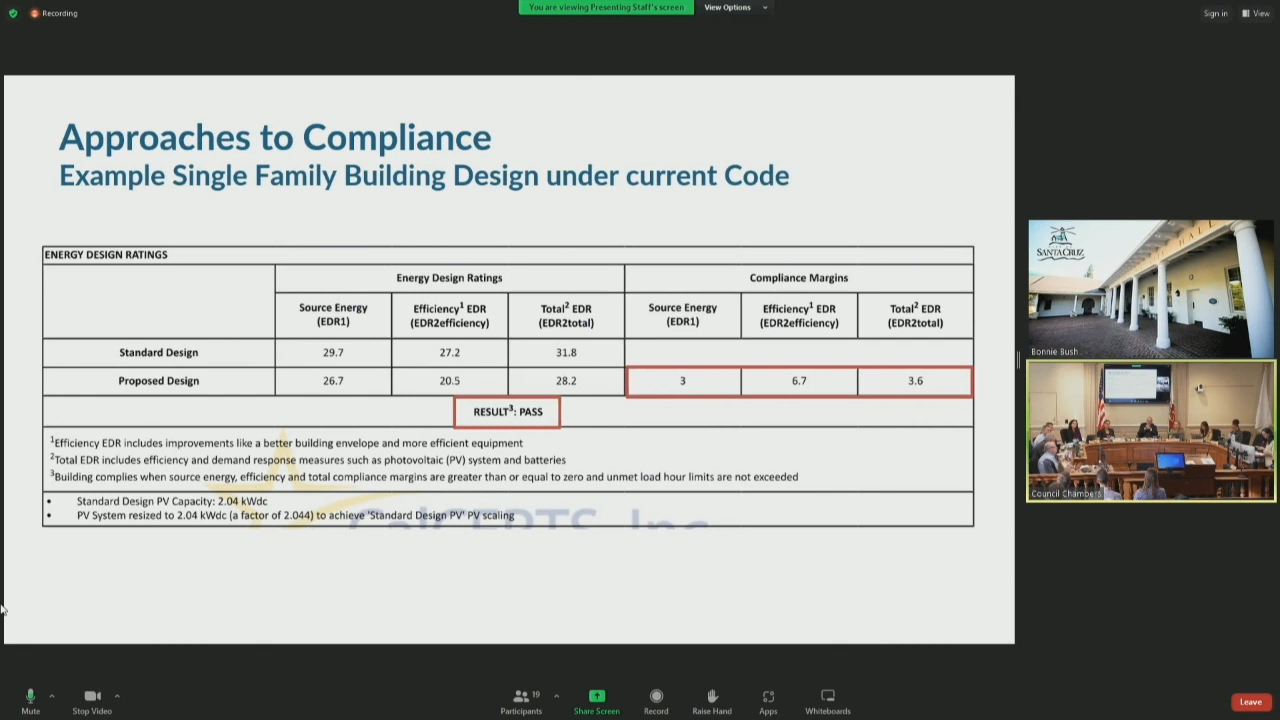 Recording
You are viewing Presenting Staff's screen
View Options
Sign in
View
Approaches to Compliance
Example Single Family Building Design under current Code
ENERGY DESIGN RATINGS
Energy Design Ratings
Compliance Margins
Source Energy (EDR1)
Efficiency1 EDR (EDR2efficiency)
Total2 EDR (EDR2total)
Source Energy (EDR1)
Efficiency1 EDR (EDR2efficiency)
Total2 EDR (EDR2total)
Standard Design 29.7 27.2 31.8
Proposed Design 26.7 20.5 28.2 3 6.7 3.6
RESULT3: PASS
1Efficiency EDR includes improvements like a better building envelope and more efficient equipment
2Total EDR includes efficiency and demand response measures such as photovoltaic (PV) system and batteries
3Building complies when source energy, efficiency and total compliance margins are greater than or equal to zero and unmet load hour limits are not exceeded
• Standard Design PV Capacity: 2.04 kWdc
• PV System resized to 2.04 kWdc (a factor of 2.044) to achieve 'Standard Design PV' PV scaling
CalCERTS, Inc.
SANTA CRUZ
HALL
Bonnie Bush
Council Chambers
Mute
Stop Video
Participants
19
Share Screen
Record
Raise Hand
Apps
Whiteboards
Leave